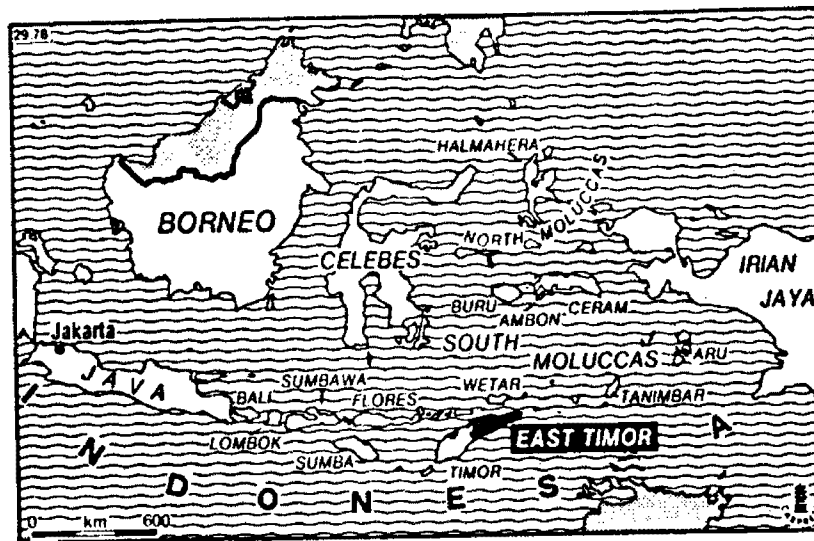 29.78
HALMAHERA
NORTH MOLUCCAS
BORNEO
CELEBES
IRIAN
JAYA
BURU
AMBON
CERAM
SOUTH
MOLUCCAS
ARU
Jakarta
JAVA
BALI
SUMBAWA
FLORES
WETAR
TANIMBAR
LOMBOK
SUMBA
TIMOR
EAST TIMOR
INDONESIA
0 km 600